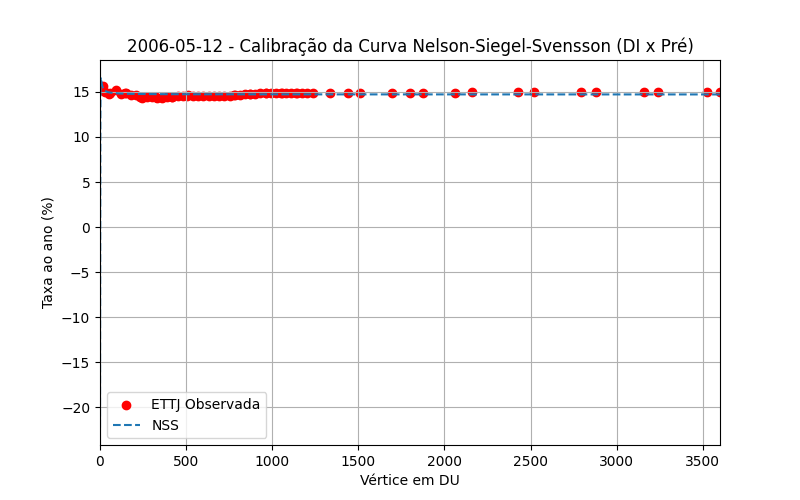 2006-05-12 - Calibração da Curva Nelson-Siegel-Svensson (DI x Pré)
Taxa ao ano (%)
15
10
5
0
−5
−10
−15
−20
ETTJ Observada
NSS
0 500 1000 1500 2000 2500 3000 3500
Vértice em DU